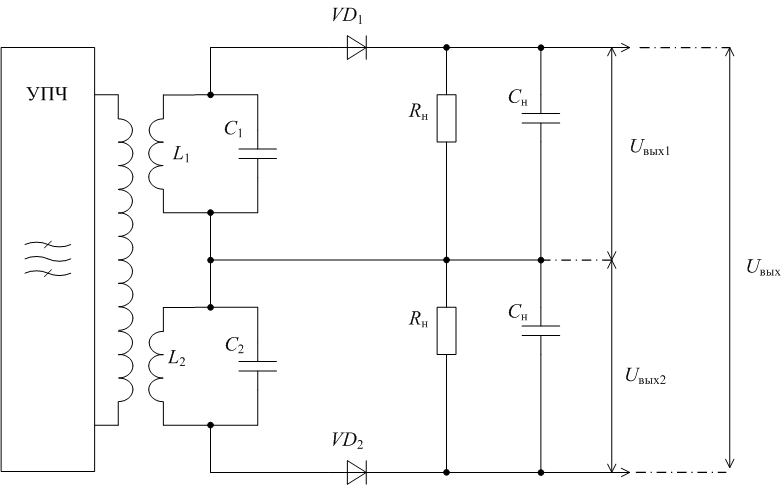 VD1
УПЧ
Rн
Cн
C1
L1
Uвых1
Uвых
Rн
Cн
C2
L2
Uвых2
VD2